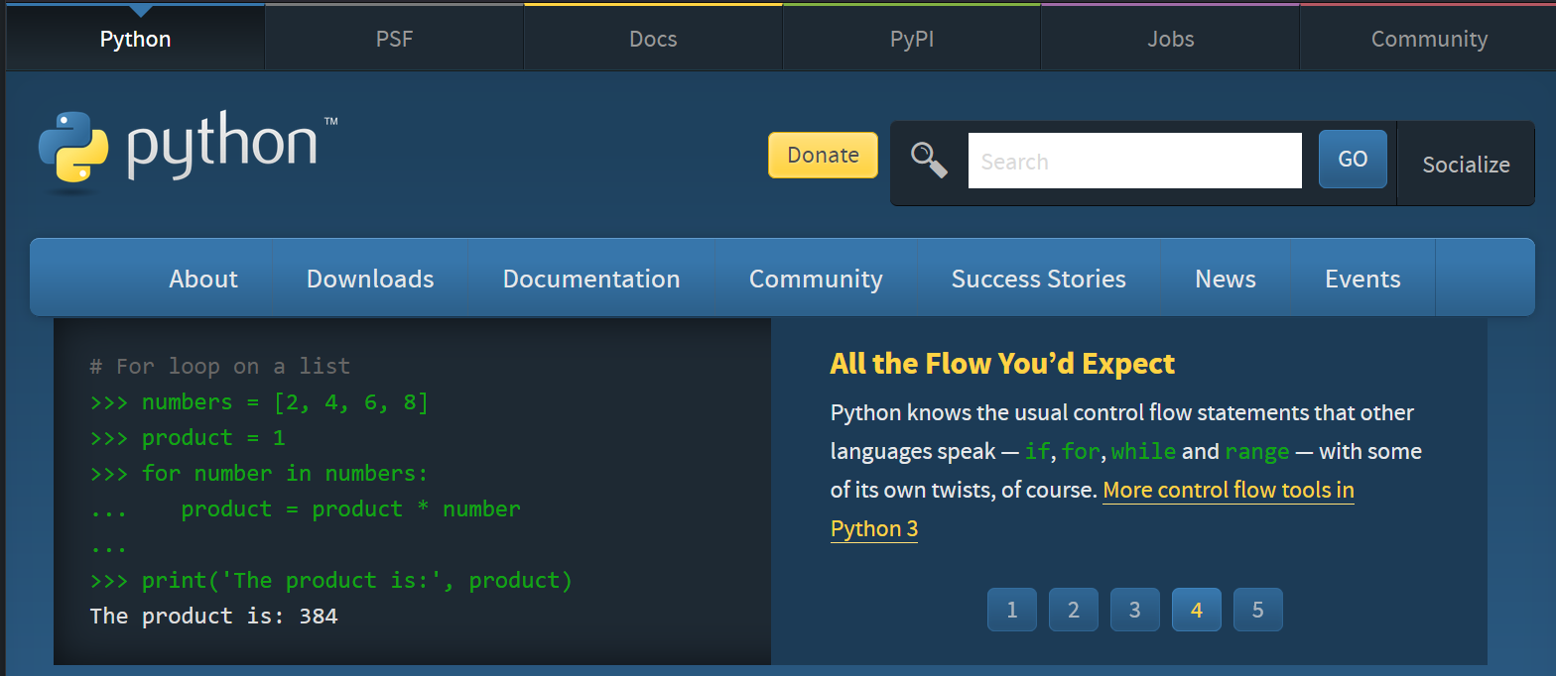 Python PSF Docs PyPI Jobs Community
python™
Donate Search GO Socialize
About Downloads Documentation Community Success Stories News Events
# For loop on a list
>>> numbers = [2, 4, 6, 8]
>>> product = 1
>>> for number in numbers:
...    product = product * number
...
>>> print('The product is:', product)
The product is: 384
All the Flow You’d Expect
Python knows the usual control flow statements that other
languages speak — if, for, while and range — with some
of its own twists, of course. More control flow tools in
Python 3
1 2 3 4 5